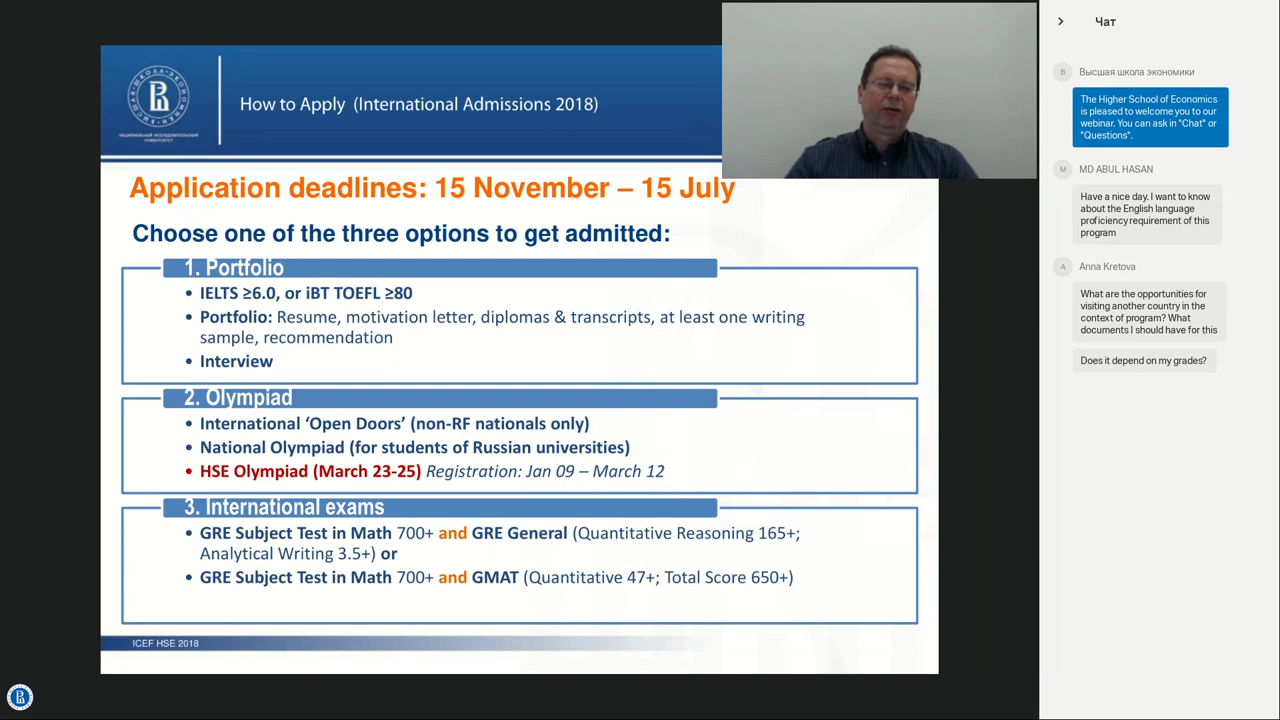 How to Apply (International Admissions 2018)
Application deadlines: 15 November – 15 July
Choose one of the three options to get admitted:
1. Portfolio
• IELTS ≥6.0, or iBT TOEFL ≥80
• Portfolio: Resume, motivation letter, diplomas & transcripts, at least one writing
sample, recommendation
• Interview
2. Olympiad
• International ‘Open Doors’ (non-RF nationals only)
• National Olympiad (for students of Russian universities)
• HSE Olympiad (March 23-25) Registration: Jan 09 – March 12
3. International exams
• GRE Subject Test in Math 700+ and GRE General (Quantitative Reasoning 165+;
Analytical Writing 3.5+) or
• GRE Subject Test in Math 700+ and GMAT (Quantitative 47+; Total Score 650+)
ICEF HSE 2018
Чат
В
Высшая школа экономики
The Higher School of Economics
is pleased to welcome you to our
webinar. You can ask in "Chat" or
"Questions".
M
MD ABUL HASAN
Have a nice day. I want to know
about the English language
proficiency requirement of this
program
A
Anna Kretova
What are the opportunities for
visiting another country in the
context of program? What
documents I should have for this
Does it depend on my grades?